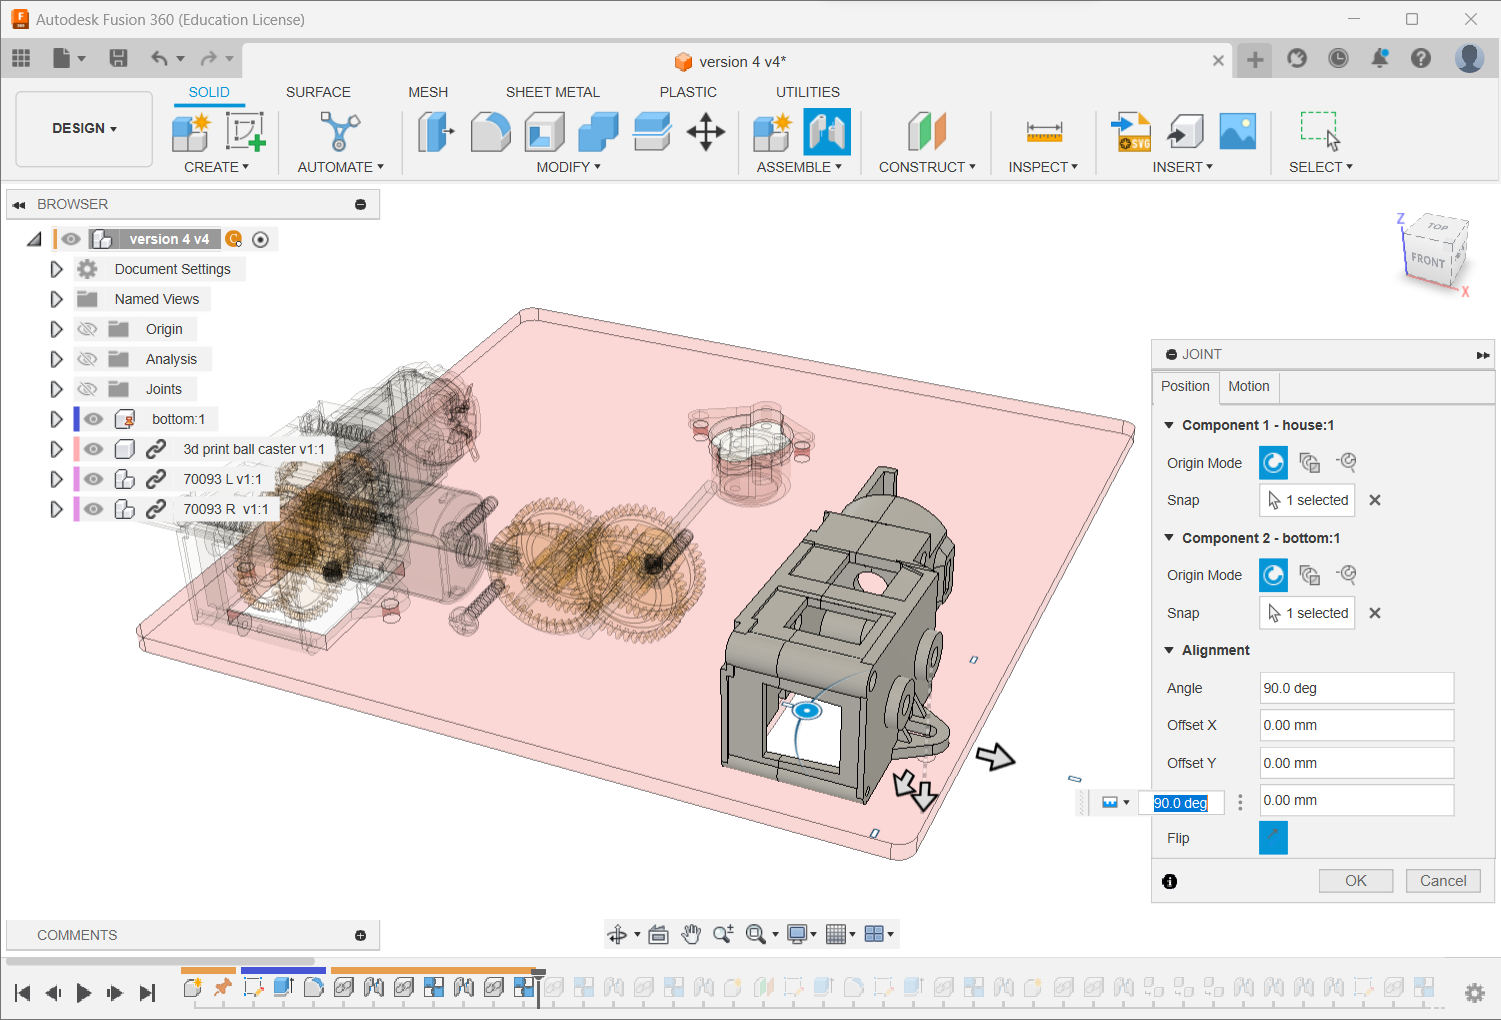 Autodesk Fusion 360 (Education License)
version 4 v4*
SOLID SURFACE MESH SHEET METAL PLASTIC UTILITIES
DESIGN
CREATE AUTOMATE MODIFY ASSEMBLE CONSTRUCT INSPECT INSERT SELECT
SVG
BROWSER
version 4 v4
Document Settings
Named Views
Origin
Analysis
Joints
bottom:1
3d print ball caster v1:1
70093 L v1:1
70093 R v1:1
Z
TOP
FRONT
X
JOINT
Position Motion
Component 1 - house:1
Origin Mode
Snap 1 selected
Component 2 - bottom:1
Origin Mode
Snap 1 selected
Alignment
Angle 90.0 deg
Offset X 0.00 mm
Offset Y 0.00 mm
90.0 deg 0.00 mm
Flip
OK Cancel
COMMENTS